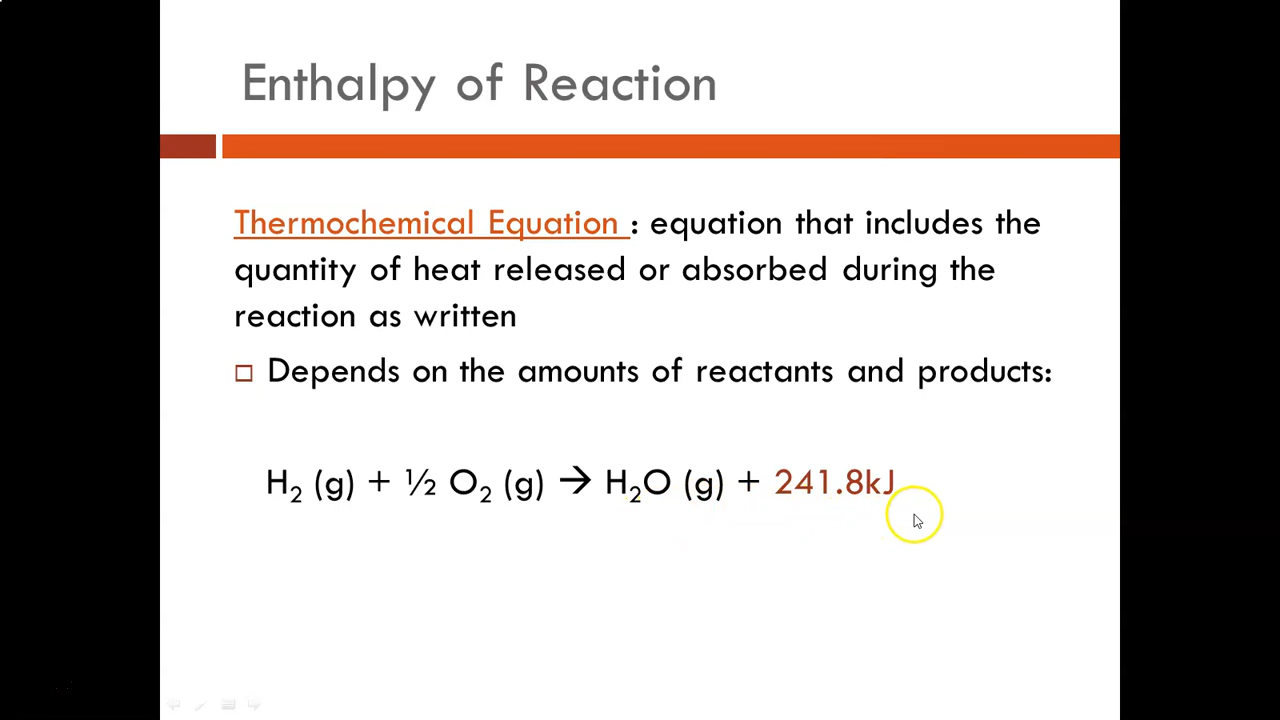 Enthalpy of Reaction
Thermochemical Equation : equation that includes the
quantity of heat released or absorbed during the
reaction as written
Depends on the amounts of reactants and products:
H₂ (g) + ½ O₂ (g) → H₂O (g) + 241.8kJ